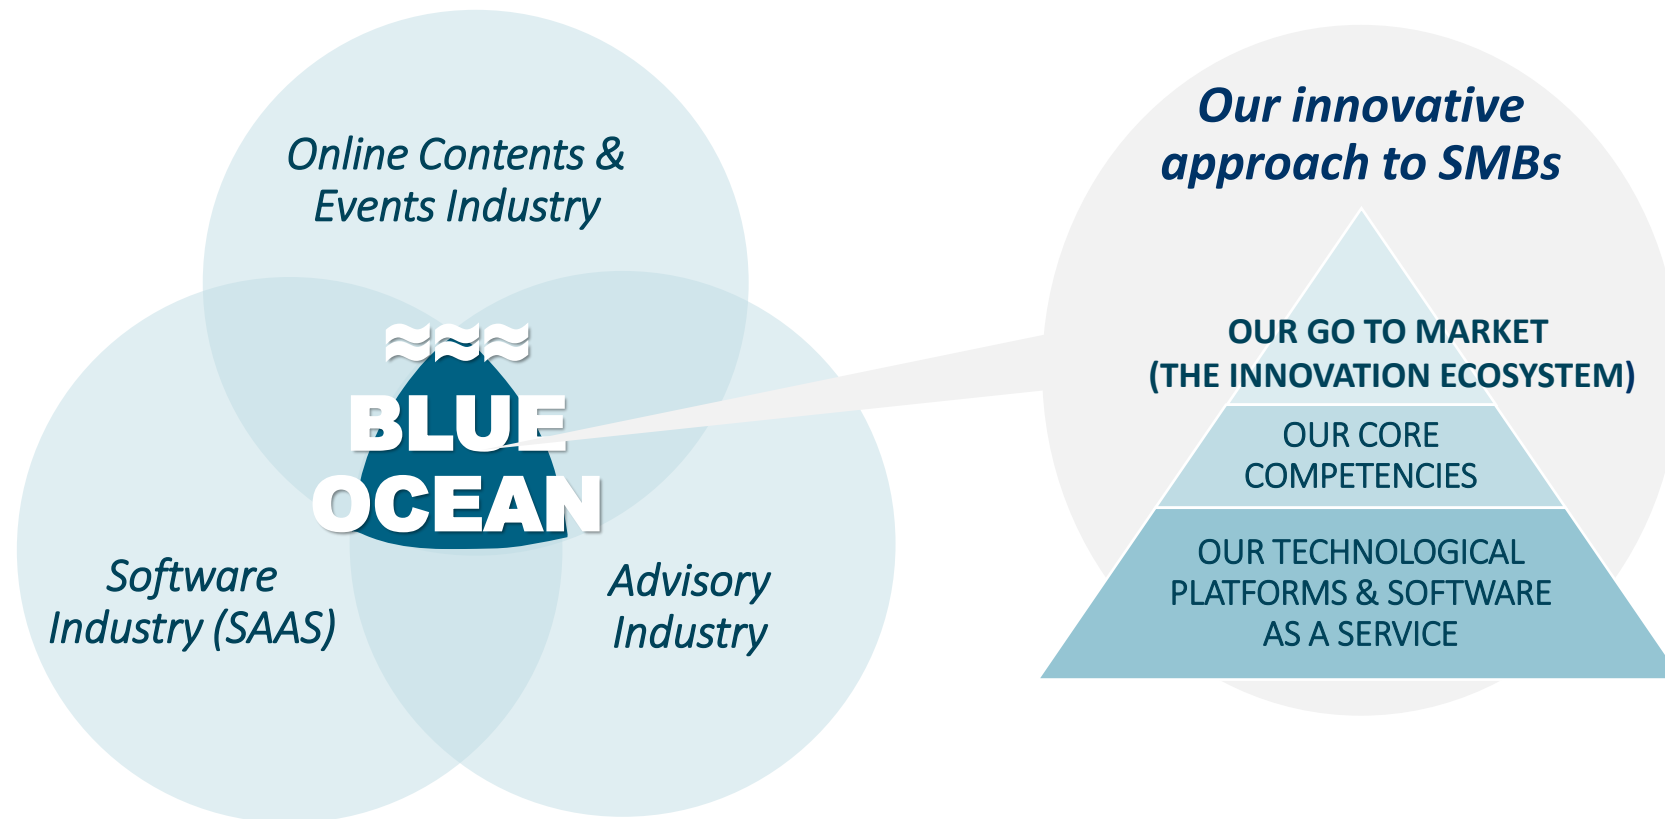 Online Contents &
Events Industry
BLUE
OCEAN
Software
Industry (SAAS)
Advisory
Industry
Our innovative
approach to SMBs
OUR GO TO MARKET
(THE INNOVATION ECOSYSTEM)
OUR CORE
COMPETENCIES
OUR TECHNOLOGICAL
PLATFORMS & SOFTWARE
AS A SERVICE